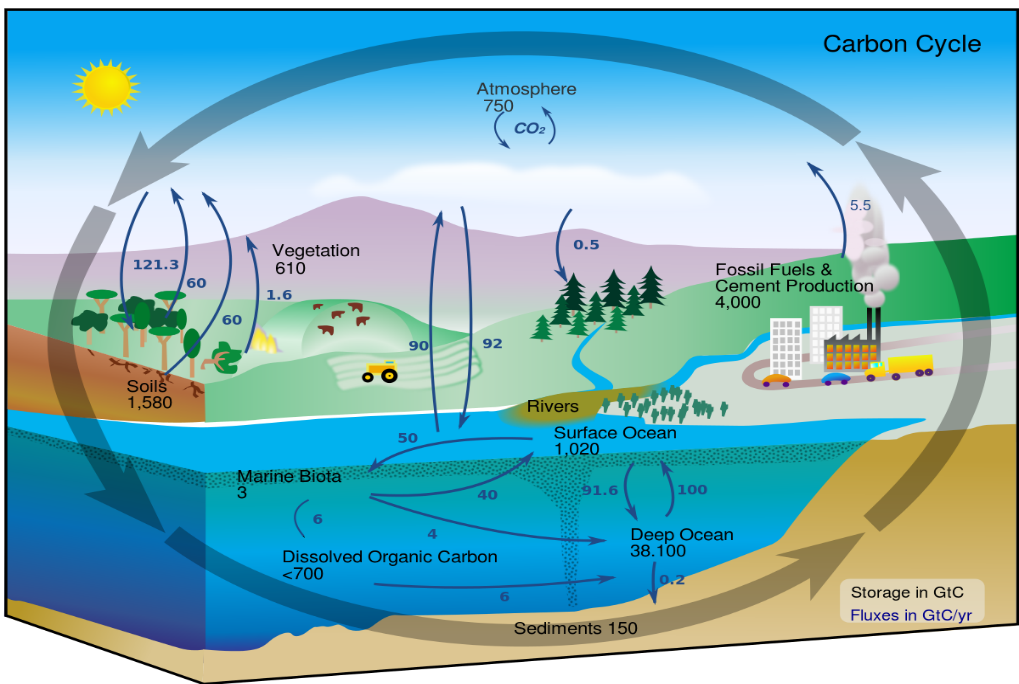 Carbon Cycle
Atmosphere
750
CO₂
5.5
121.3
60
60
1.6
Vegetation
610
0.5
Fossil Fuels &
Cement Production
4,000
90
92
Soils
1,580
Rivers
50
Surface Ocean
1,020
Marine Biota
3
40
91.6
100
6
4
Deep Ocean
38.100
Dissolved Organic Carbon
<700
6
0.2
Sediments 150
Storage in GtC
Fluxes in GtC/yr